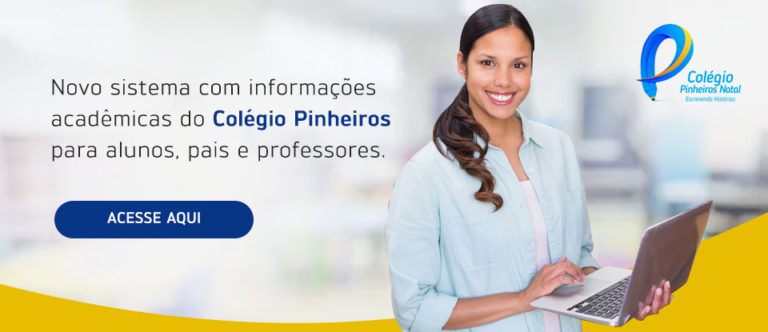 Novo sistema com informações
acadêmicas do Colégio Pinheiros
para alunos, pais e professores.
ACESSE AQUI
Colégio
Pinheiros Natal
Escrevendo Histórias